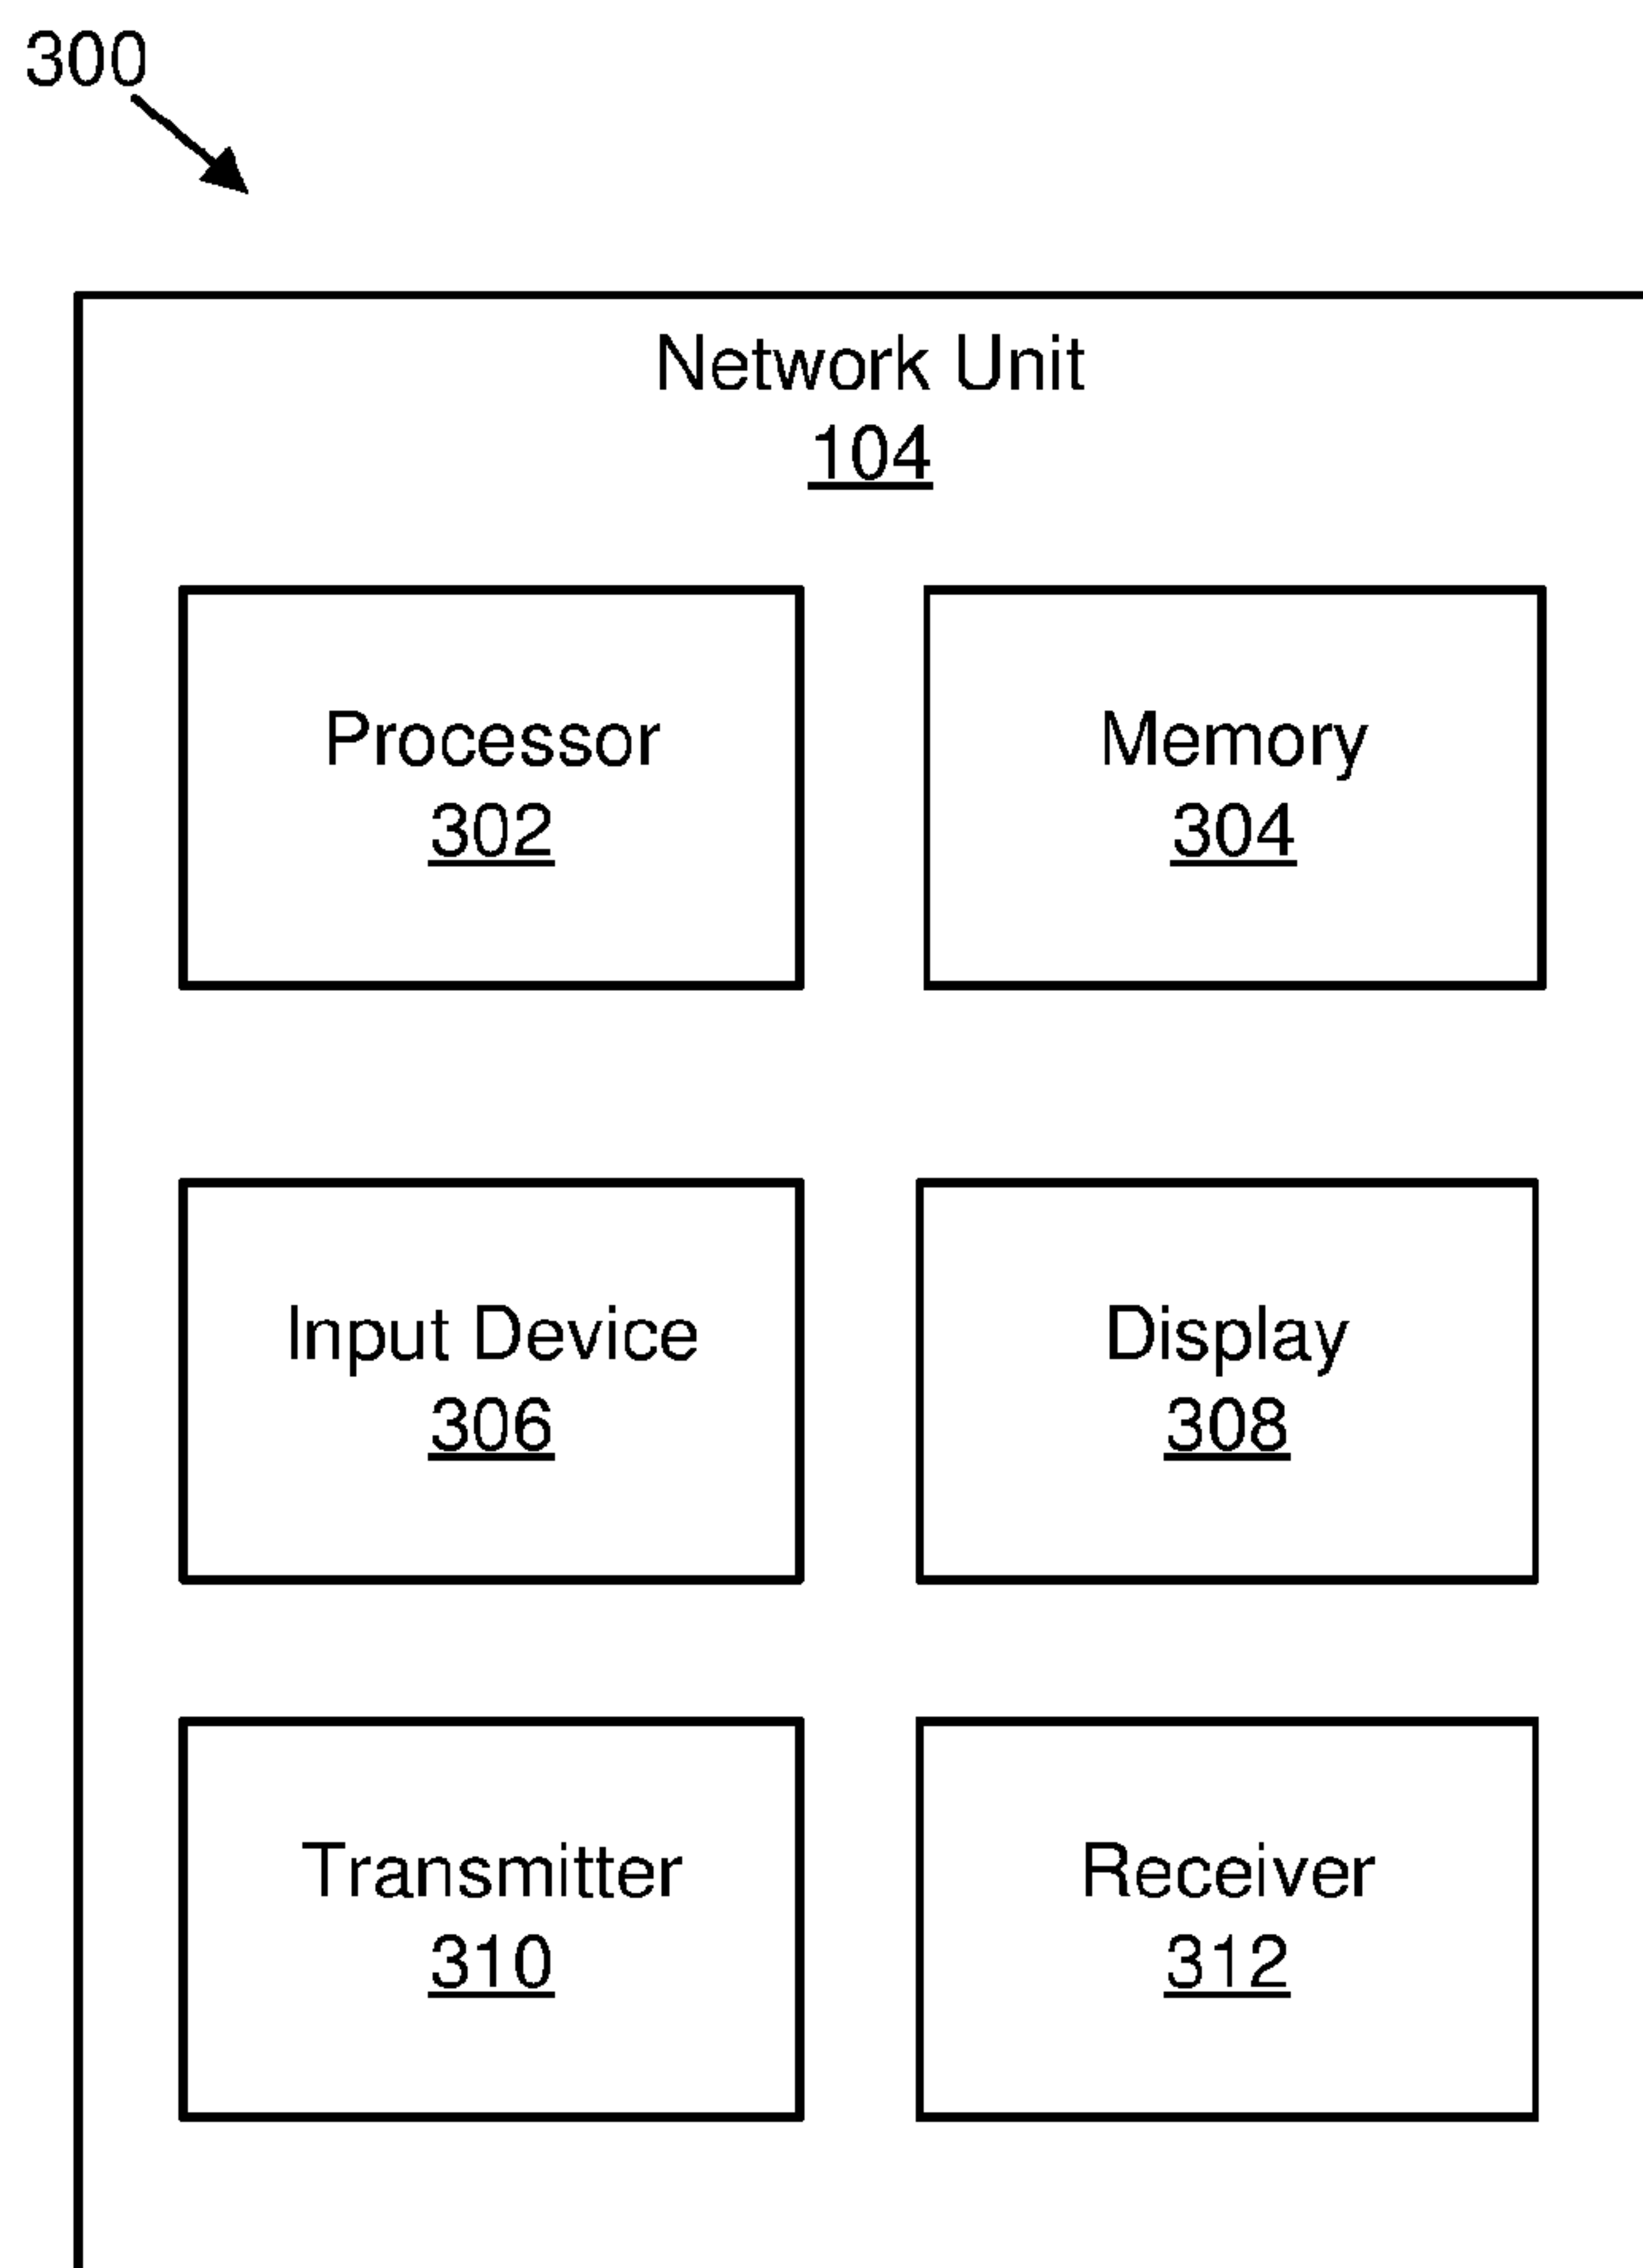 300
Network Unit
104
Processor
302
Memory
304
Input Device
306
Display
308
Transmitter
310
Receiver
312